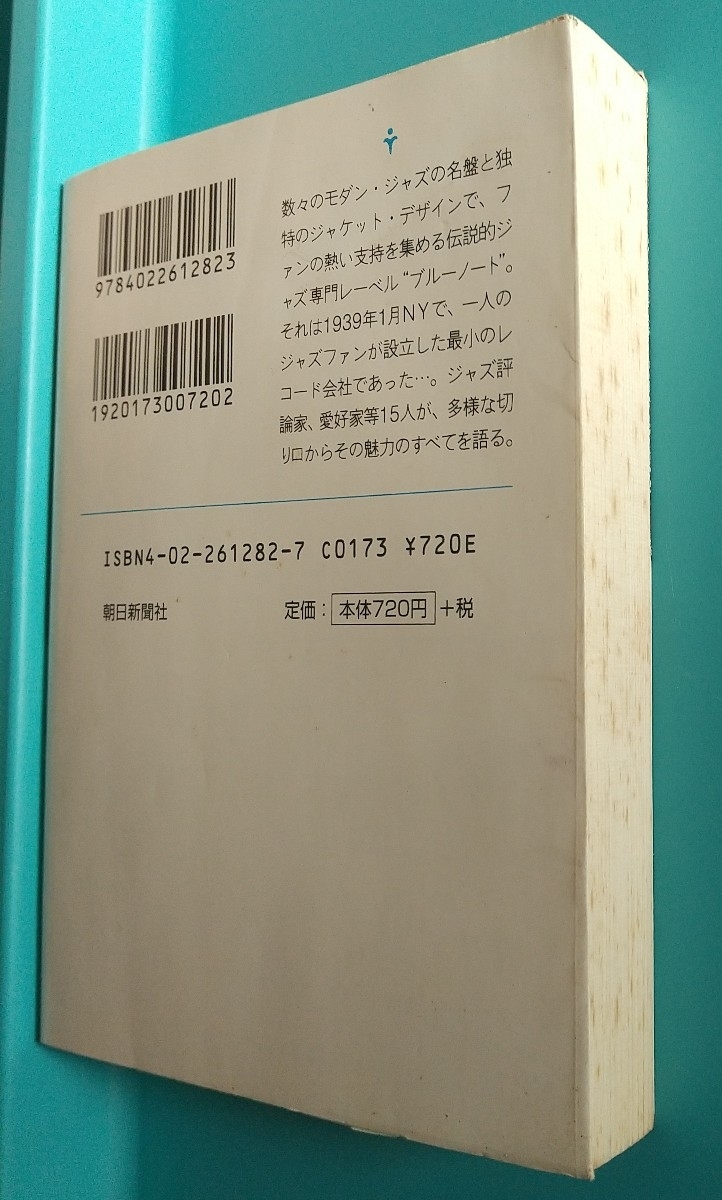 9784022612823
1920173007202
数々のモダン・ジャズの名盤と独
特のジャケット・デザインで、フ
ァンの熱い支持を集める伝説的ジ
ャズ専門レーベル“ブルーノート”。
それは1939年1月NYで、一人の
ジャズファンが設立した最小のレ
コード会社であった…。ジャズ評
論家、愛好家等15人が、多様な切
り口からその魅力のすべてを語る。
ISBN4-02-261282-7 C0173 ¥720E
朝日新聞社 定価：本体720円＋税